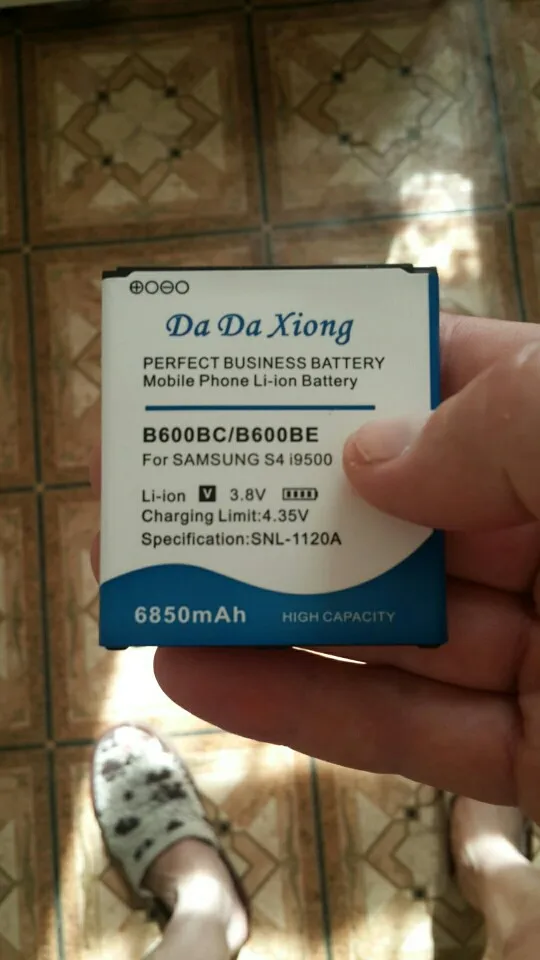 ⊕○⊖○
Da Da Xiong
PERFECT BUSINESS BATTERY
Mobile Phone Li-ion Battery
B600BC/B600BE
For SAMSUNG S4 i9500
Li-ion V 3.8V
Charging Limit:4.35V
Specification:SNL-1120A
6850mAh HIGH CAPACITY